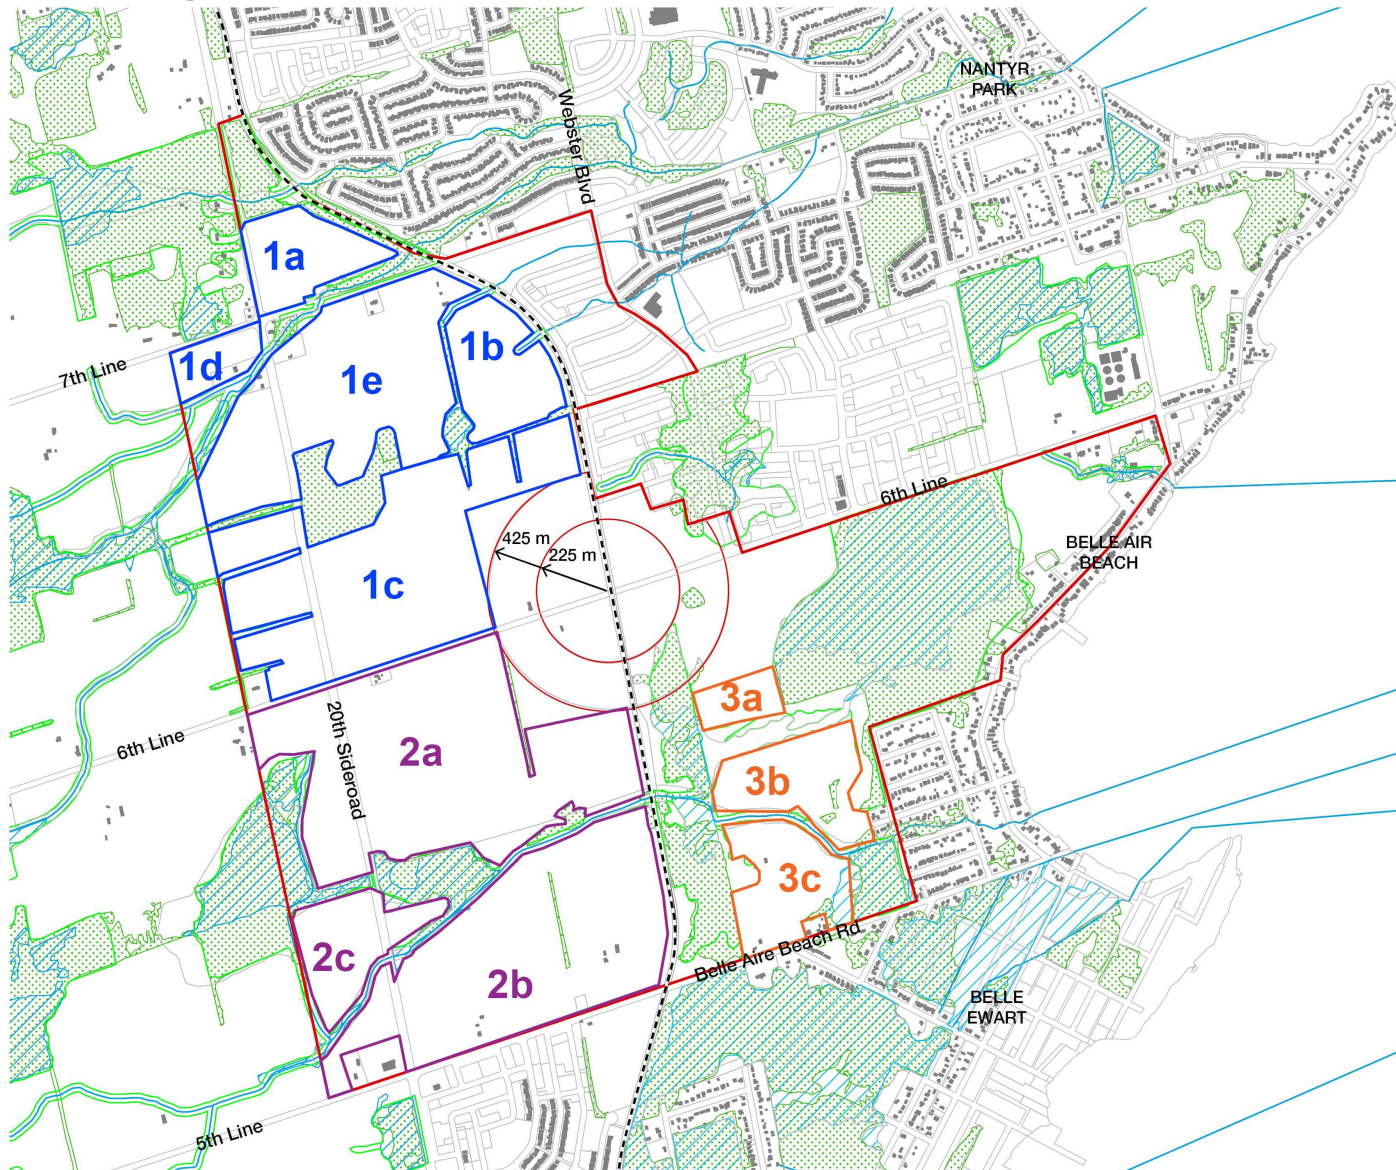 NANTYR
PARK
Webster Blvd
1a
1b
1d
7th Line
1e
6th Line
425 m
225 m
BELLE AIR
BEACH
1c
3a
20th Sideroad
6th Line
2a
3b
3c
Belle Aire Beach Rd
2c
2b
BELLE
EWART
5th Line